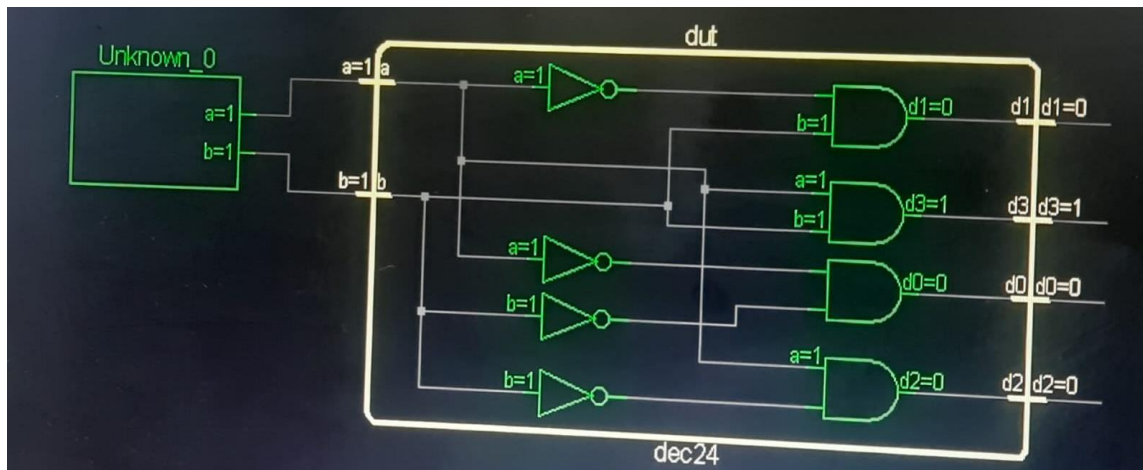 dut
Unknown_0
a=1
b=1
a=1 a
b=1 b
a=1
b=1
d1=0
d1 d1=0
a=1
b=1
d3=1
d3 d3=1
a=1
b=1
d0=0
d0 d0=0
b=1
a=1
d2=0
d2 d2=0
dec24